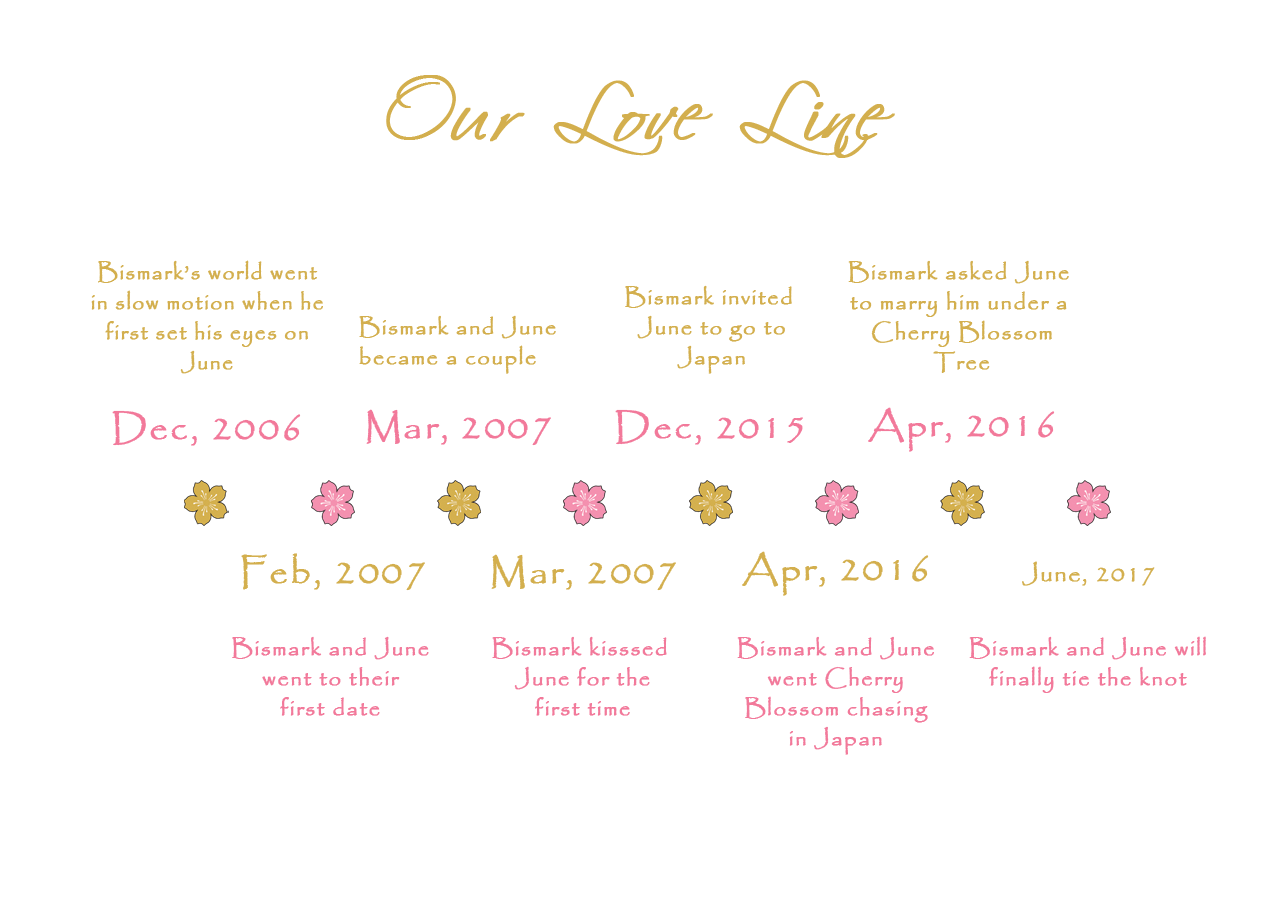 Our Love Line
Bismark's world went
in slow motion when he
first set his eyes on
June
Dec, 2006
Feb, 2007
Bismark and June
went to their
first date
Bismark and June
became a couple
Mar, 2007
Mar, 2007
Bismark kisssed
June for the
first time
Bismark invited
June to go to
Japan
Dec, 2015
Apr, 2016
Bismark and June
went Cherry
Blossom chasing
in Japan
Bismark asked June
to marry him under a
Cherry Blossom
Tree
Apr, 2016
June, 2017
Bismark and June will
finally tie the knot